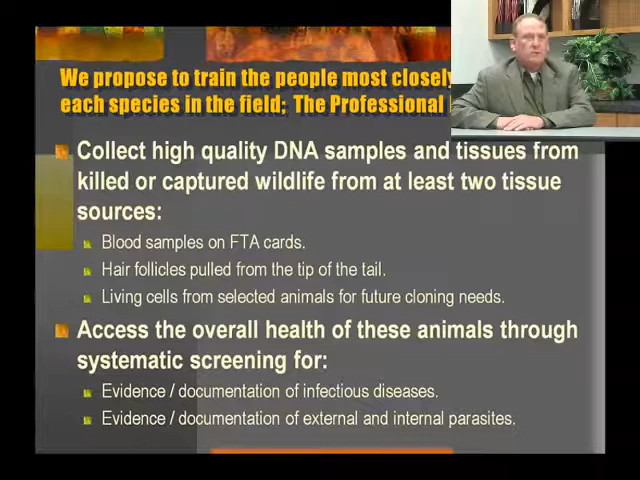 We propose to train the people most closely
each species in the field; The Professional
Collect high quality DNA samples and tissues from
killed or captured wildlife from at least two tissue
sources:
Blood samples on FTA cards.
Hair follicles pulled from the tip of the tail.
Living cells from selected animals for future cloning needs.
Access the overall health of these animals through
systematic screening for:
Evidence / documentation of infectious diseases.
Evidence / documentation of external and internal parasites.